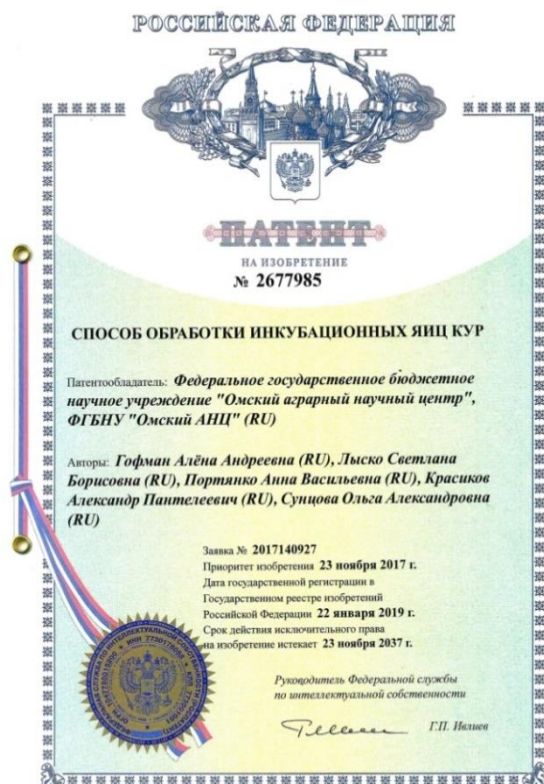 РОССИЙСКАЯ ФЕДЕРАЦИЯ
ПАТЕНТ
НА ИЗОБРЕТЕНИЕ
№ 2677985
СПОСОБ ОБРАБОТКИ ИНКУБАЦИОННЫХ ЯИЦ КУР
Патентообладатель: Федеральное государственное бюджетное
научное учреждение "Омский аграрный научный центр",
ФГБНУ "Омский АНЦ" (RU)
Авторы: Гофман Алёна Андреевна (RU), Лыско Светлана
Борисовна (RU), Портянко Анна Васильевна (RU), Красиков
Александр Пантелеевич (RU), Сунцова Ольга Александровна
(RU)
Заявка № 2017140927
Приоритет изобретения 23 ноября 2017 г.
Дата государственной регистрации в
Государственном реестре изобретений
Российской Федерации 22 января 2019 г.
Срок действия исключительного права
на изобретение истекает 23 ноября 2037 г.
Руководитель Федеральной службы
по интеллектуальной собственности
Г.П. Ивлиев